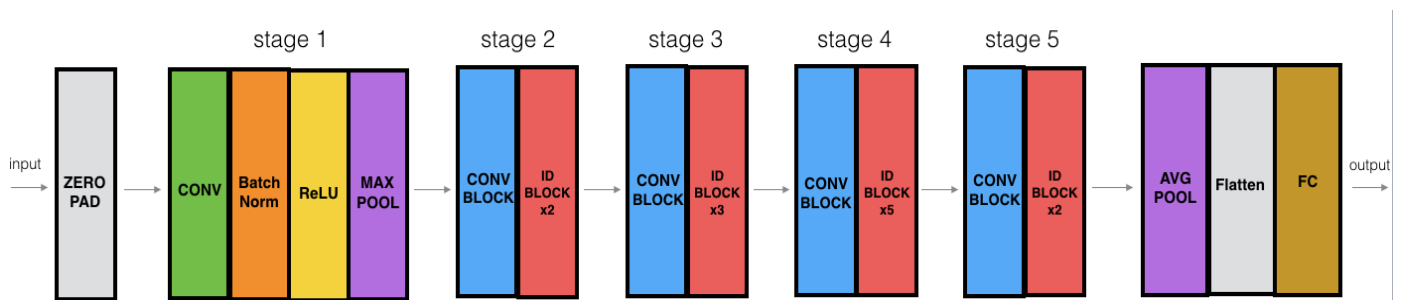 stage 1
stage 2
stage 3
stage 4
stage 5
input
ZERO
PAD
CONV
Batch
Norm
ReLU
MAX
POOL
CONV
BLOCK
ID
BLOCK
x2
CONV
BLOCK
ID
BLOCK
x3
CONV
BLOCK
ID
BLOCK
x5
CONV
BLOCK
ID
BLOCK
x2
AVG
POOL
Flatten
FC
output